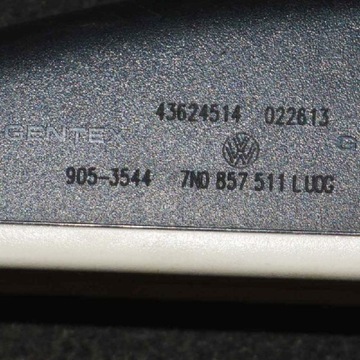 43624514 022613
GENTEX
905-3544 7N0 857 511 L UOG